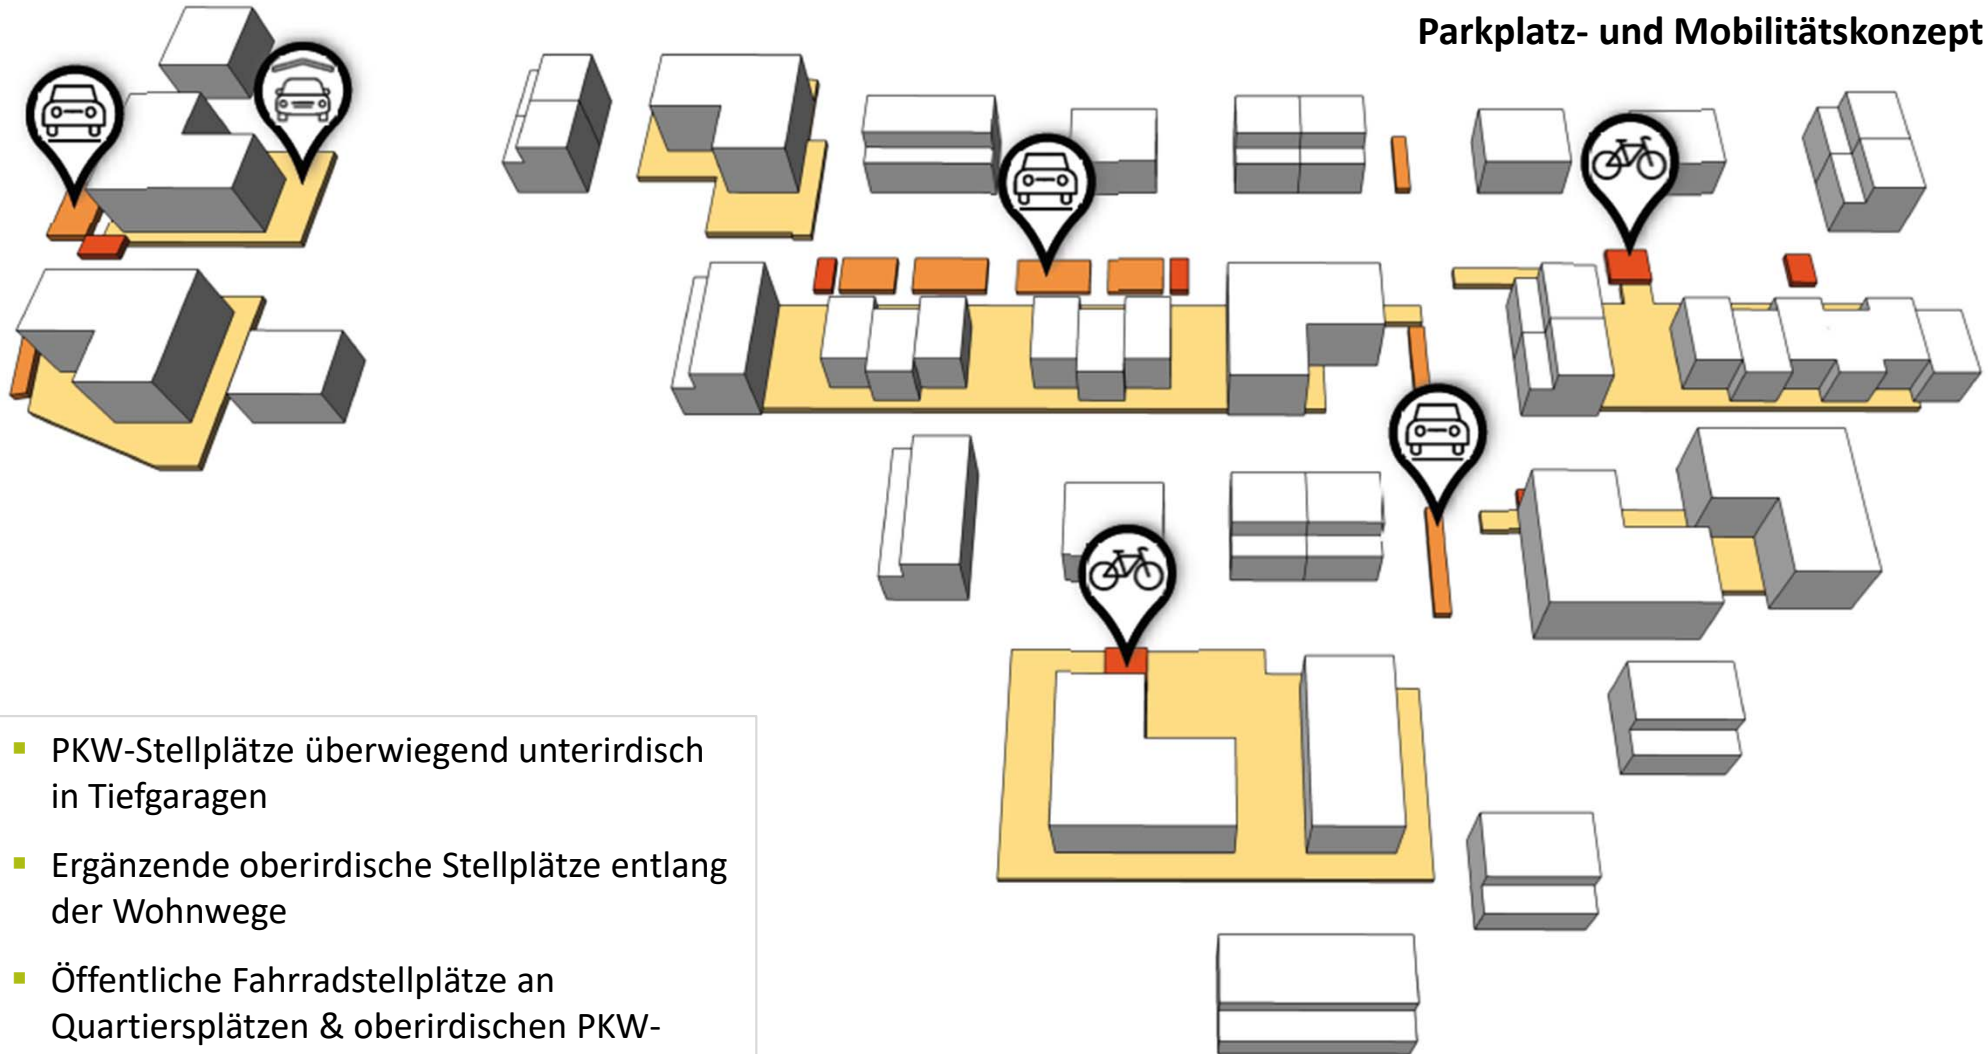 Parkplatz- und Mobilitätskonzept
▪ PKW-Stellplätze überwiegend unterirdisch
in Tiefgaragen
▪ Ergänzende oberirdische Stellplätze entlang
der Wohnwege
▪ Öffentliche Fahrradstellplätze an
Quartiersplätzen & oberirdischen PKW-